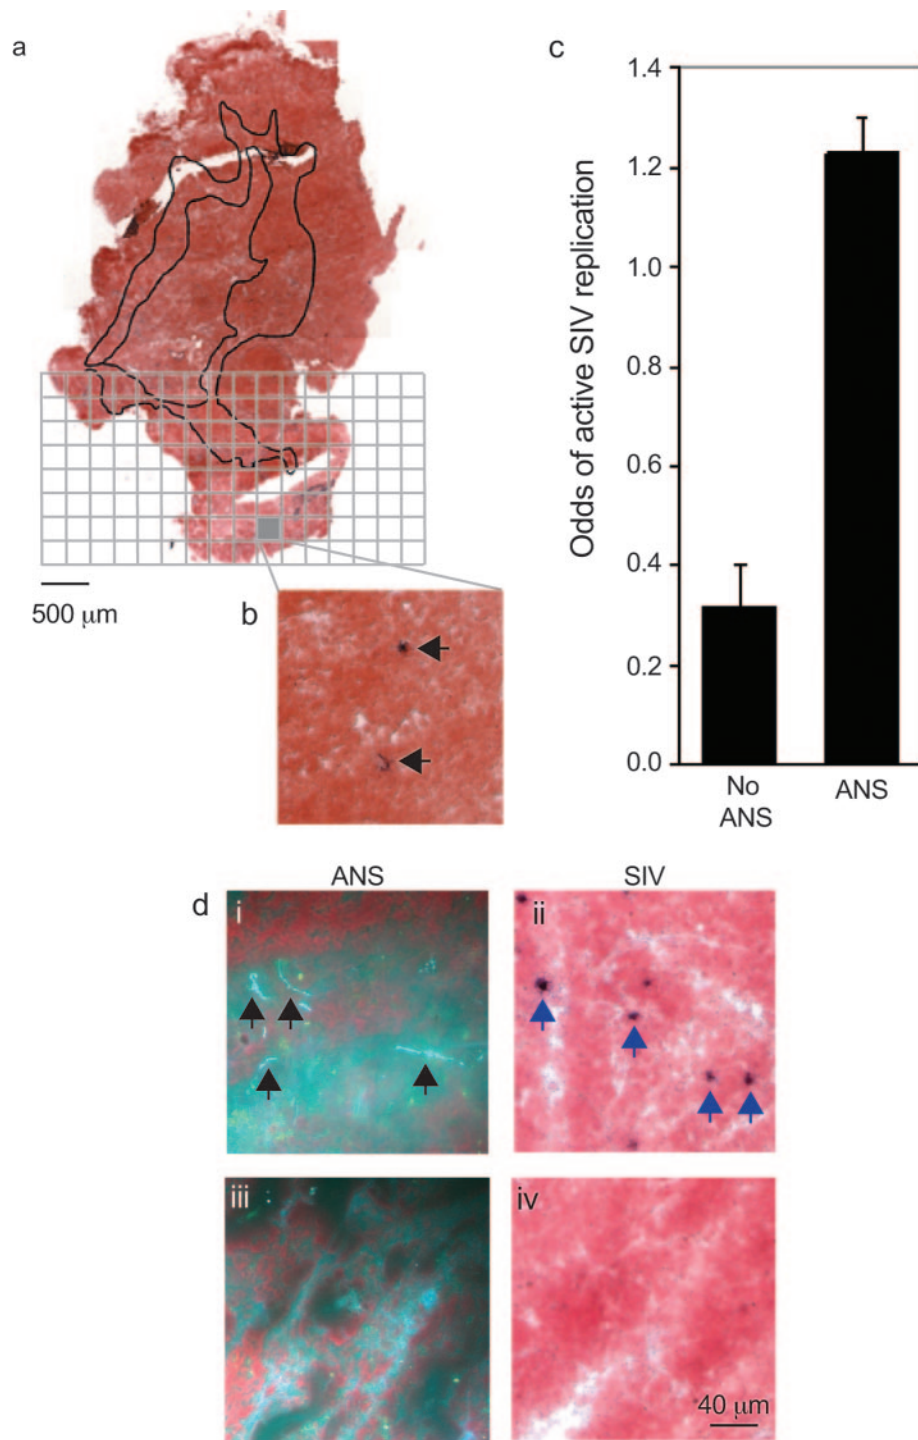 a
500 μm
b
c
Odds of active SIV replication
1.4
1.2
1.0
0.8
0.6
0.4
0.2
0.0
No
ANS
ANS
d
ANS
SIV
i
ii
iii
iv
40 μm